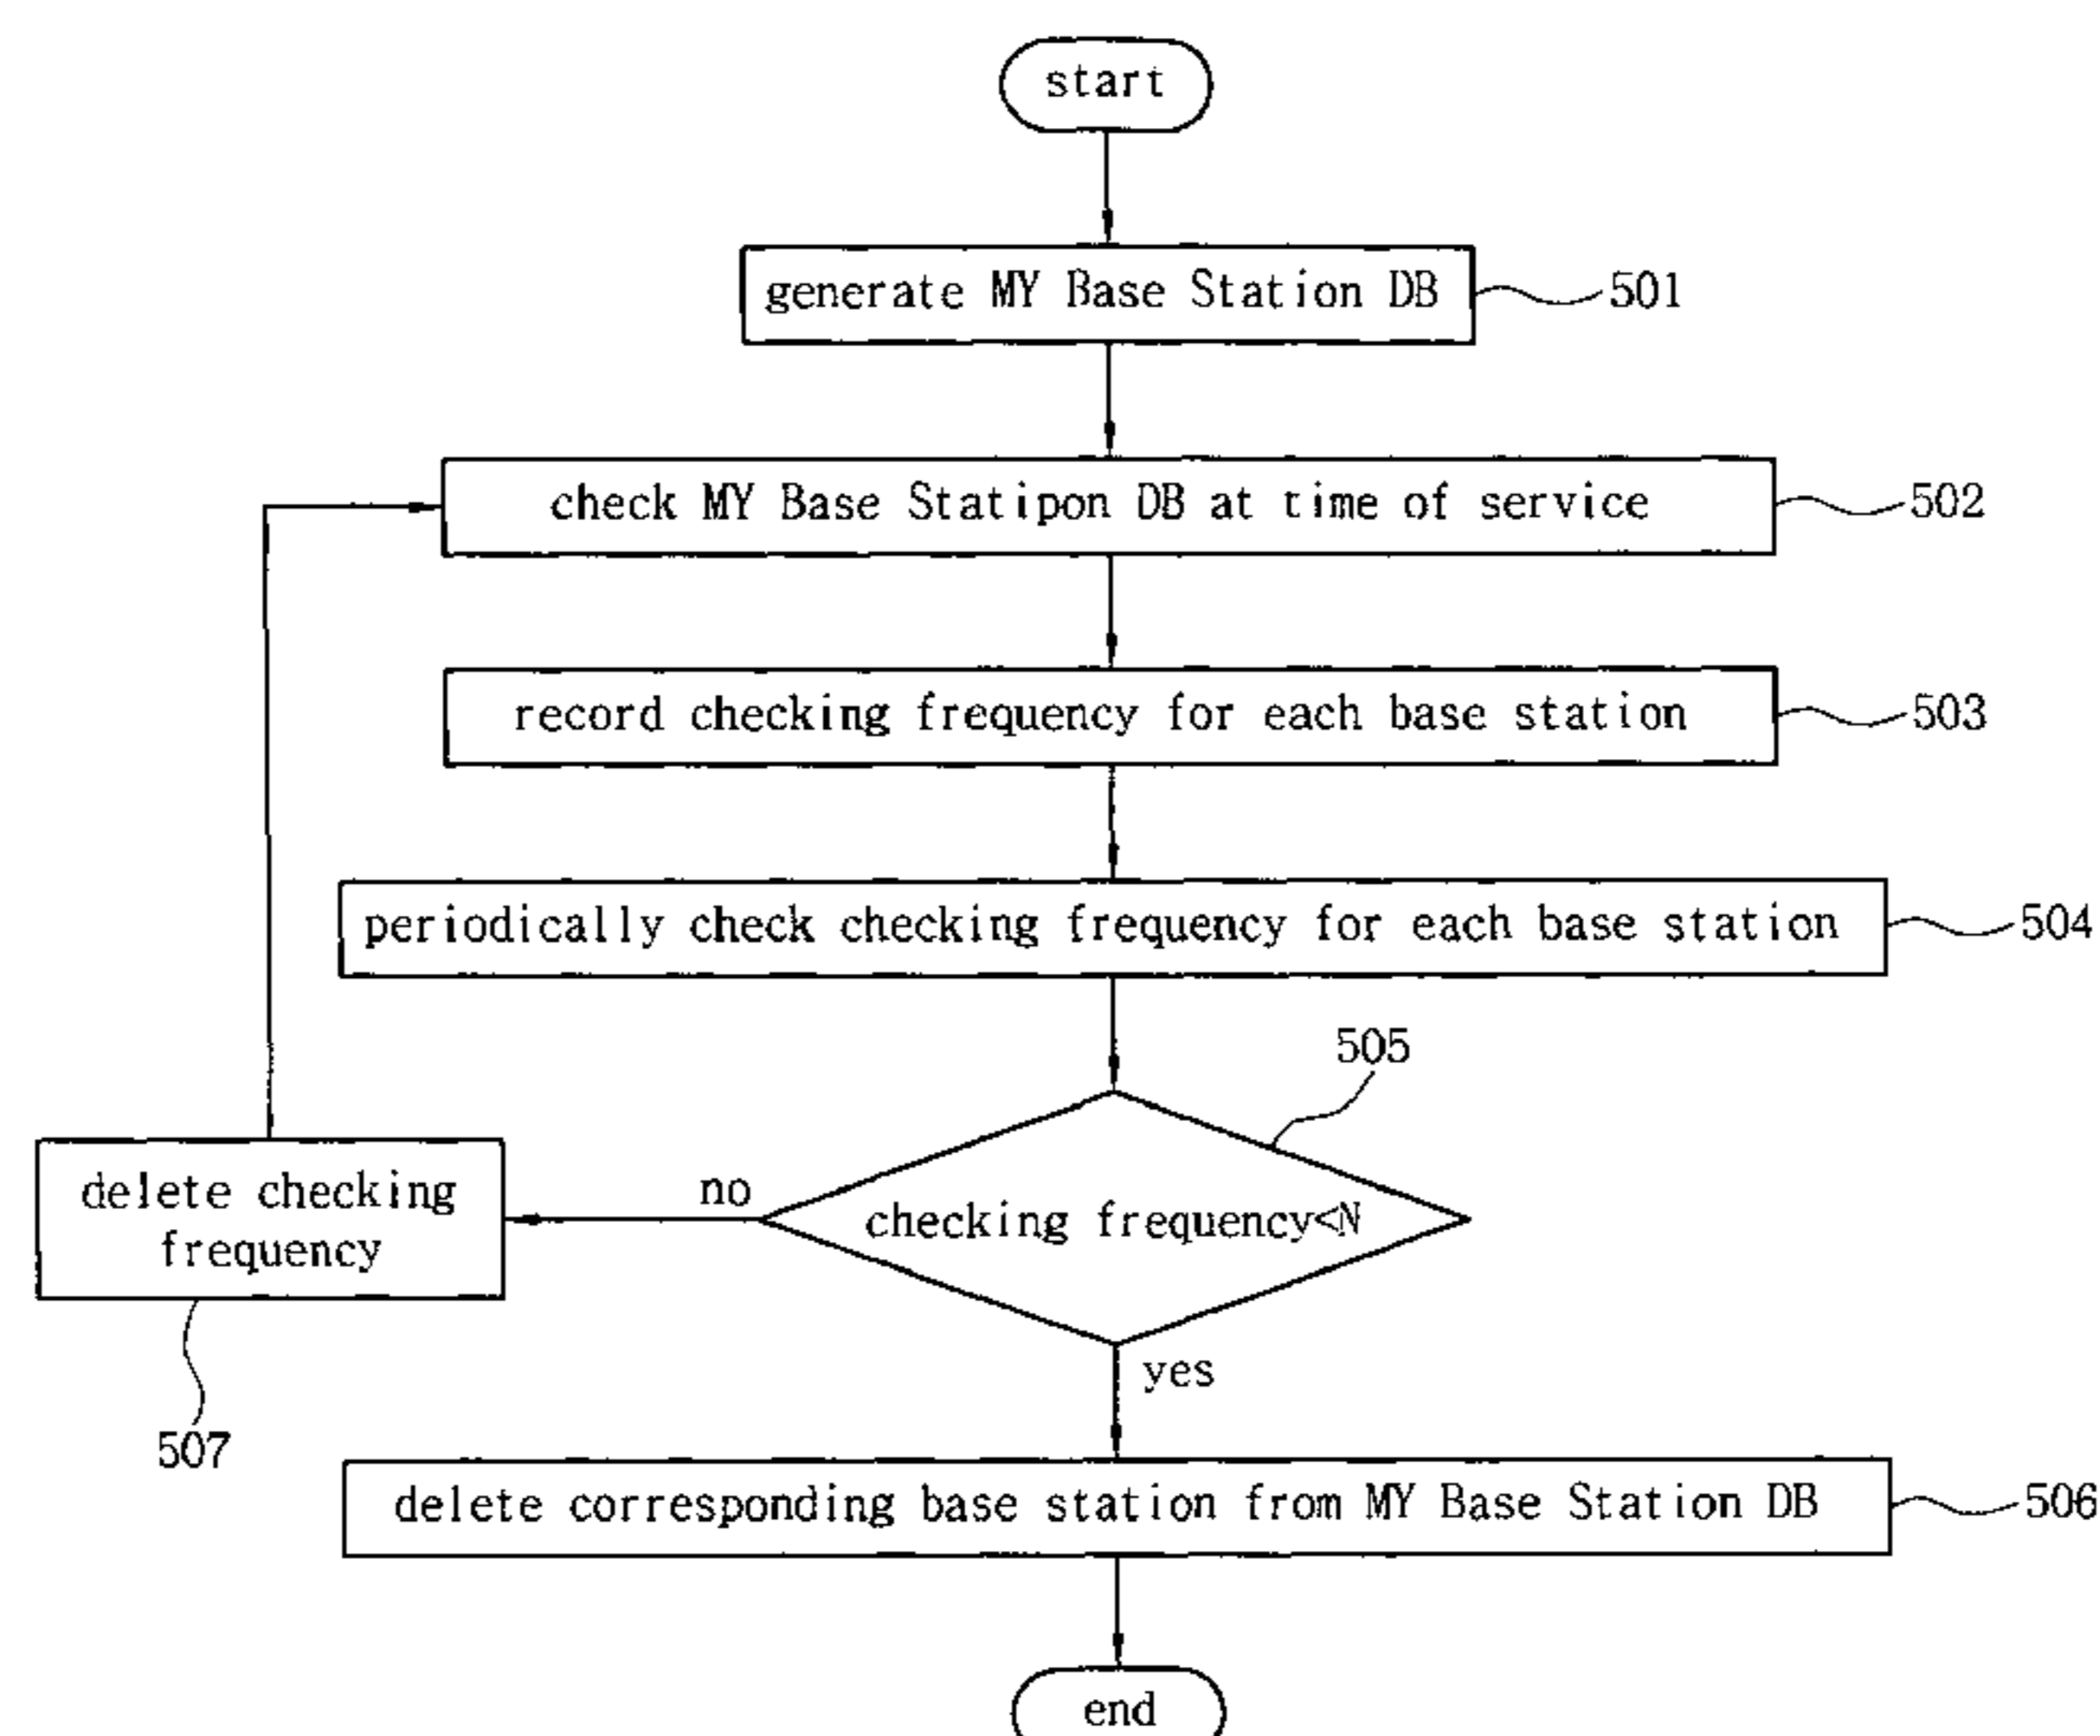 start
generate MY Base Station DB
501
check MY Base Statipon DB at time of service
502
record checking frequency for each base station
503
periodically check checking frequency for each base station
504
505
checking frequency<N
no
delete checking
frequency
507
yes
delete corresponding base station from MY Base Station DB
506
end